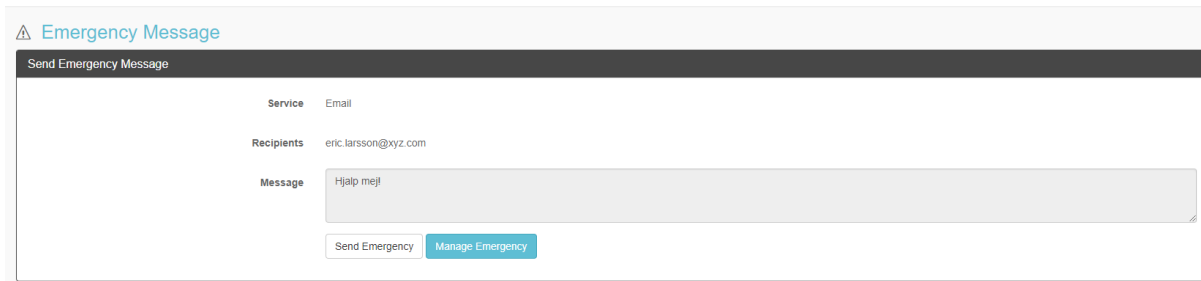 Emergency Message
Send Emergency Message
Service Email
Recipients eric.larsson@xyz.com
Message Hjalp mej!
Send Emergency Manage Emergency